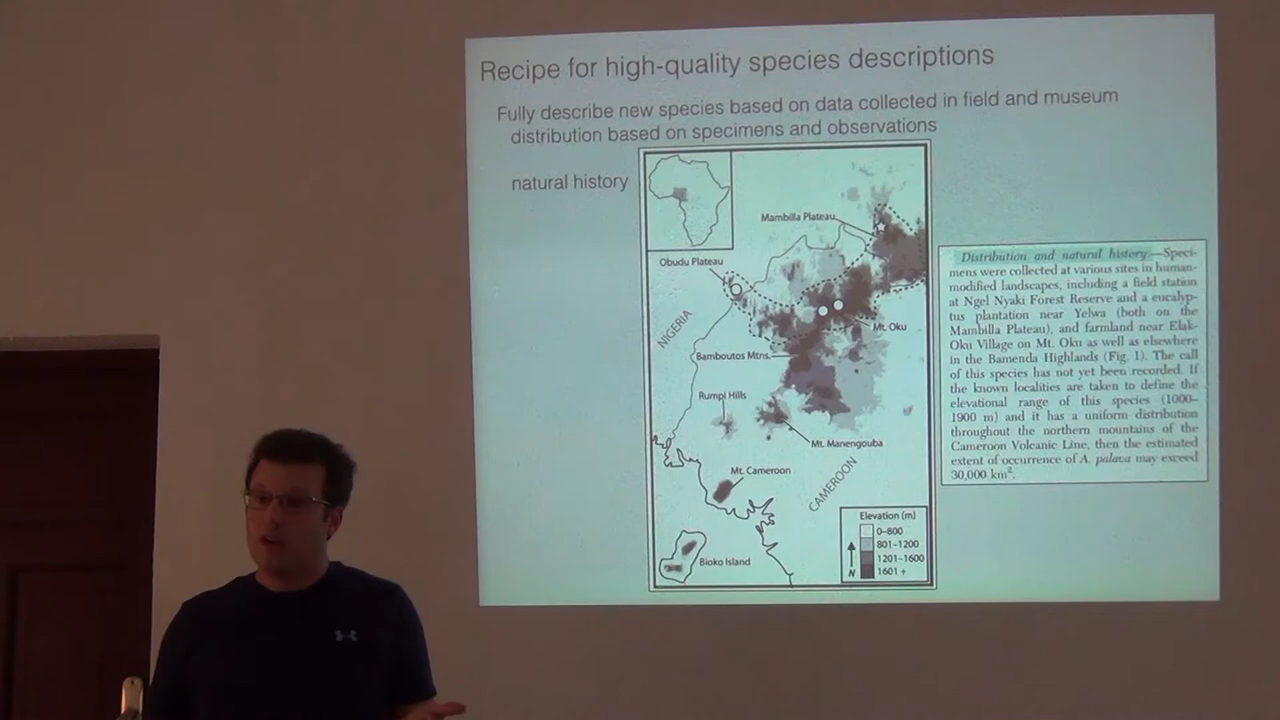 Recipe for high-quality species descriptions
Fully describe new species based on data collected in field and museum
distribution based on specimens and observations
natural history
Mambilla Plateau
Obudu Plateau
NIGERIA
Mt. Oku
Bamboutos Mtns.
Rumpi Hills
Mt. Manengouba
Mt. Cameroon
CAMEROON
Bioko Island
Elevation (m)
0–800
801–1200
1201–1600
1601 +
N
Distribution and natural history.—Speci-
mens were collected at various sites in human-
modified landscapes, including a field station
at Ngel Nyaki Forest Reserve and a eucalyp-
tus plantation near Yelwa (both on the
Mambilla Plateau), and farmland near Elak-
Oku Village on Mt. Oku as well as elsewhere
in the Bamenda Highlands (Fig. 1). The call
of this species has not yet been recorded. If
the known localities are taken to define the
elevational range of this species (1000–
1900 m) and it has a uniform distribution
throughout the northern mountains of the
Cameroon Volcanic Line, then the estimated
extent of occurrence of A. palava may exceed
30,000 km².